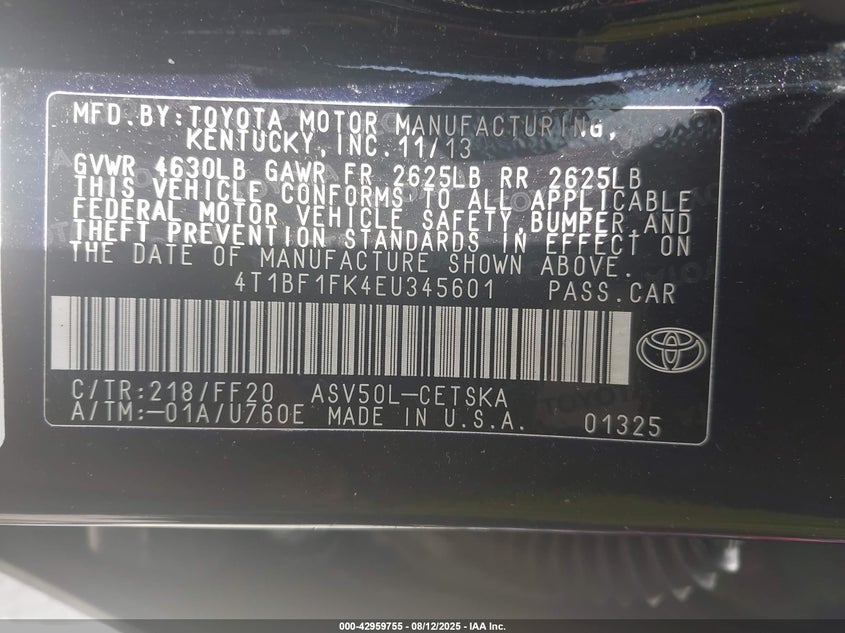 MFD.BY:TOYOTA MOTOR MANUFACTURING,
KENTUCKY, INC. 11/13
GVWR 4630LB GAWR FR 2625LB RR 2625LB
THIS VEHICLE CONFORMS TO ALL APPLICABLE
FEDERAL MOTOR VEHICLE SAFETY,BUMPER,AND
THEFT PREVENTION STANDARDS IN EFFECT ON
THE DATE OF MANUFACTURE SHOWN ABOVE.
4T1BF1FK4EU345601 PASS.CAR
C/TR:218/FF20 ASV50L-CETSKA
A/TM:-01A/U760E MADE IN U.S.A. 01325
000-42959755 - 08/12/2025 - IAA Inc.